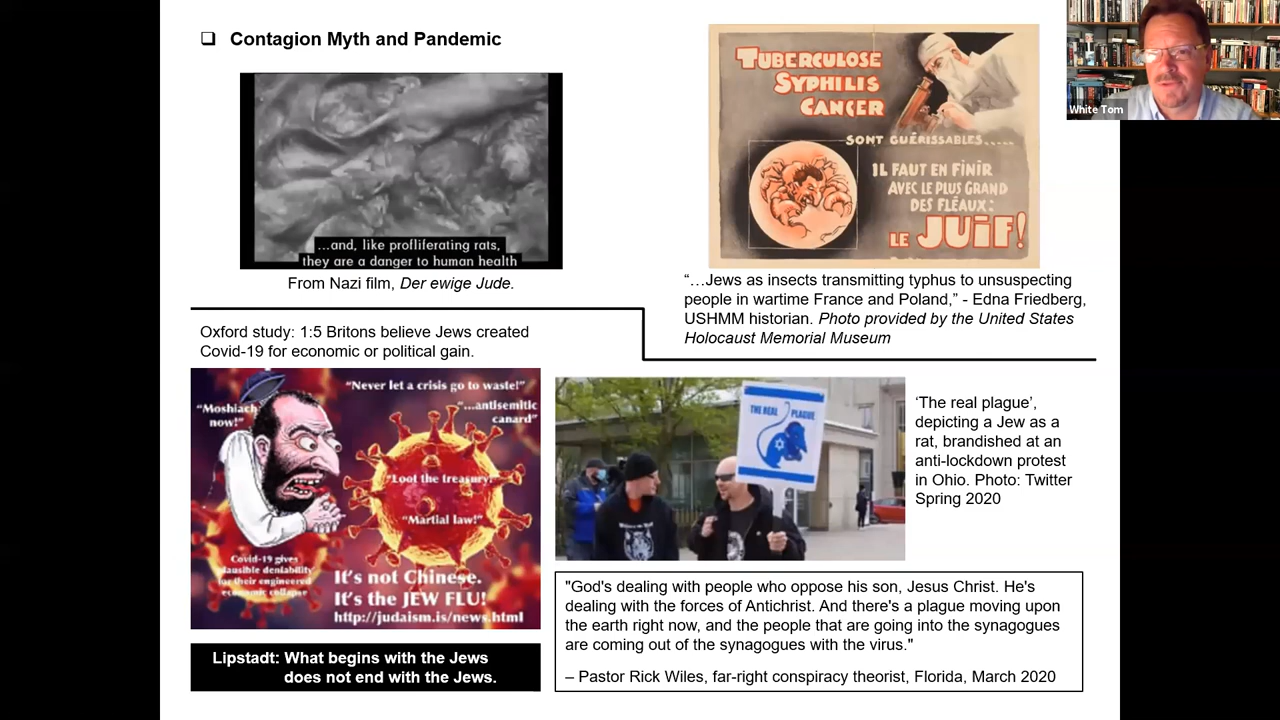 Contagion Myth and Pandemic
...and, like profliferating rats,
they are a danger to human health
From Nazi film, Der ewige Jude.
TUBERCULOSE
SYPHILIS
CANCER
SONT GUÉRISSABLES.....
IL FAUT EN FINIR
AVEC LE PLUS GRAND
DES FLÉAUX:
LE JUIF!
“…Jews as insects transmitting typhus to unsuspecting
people in wartime France and Poland,” - Edna Friedberg,
USHMM historian. Photo provided by the United States
Holocaust Memorial Museum
White Tom
Oxford study: 1:5 Britons believe Jews created
Covid-19 for economic or political gain.
"Never let a crisis go to waste!"
"Moshiach
now!"
"...antisemitic
canard"
"Loot the treasury!"
"Martial law!"
Covid-19 gives
plausible deniability
for their engineered
economic collapse
It's not Chinese.
It's the JEW FLU!
http://judaism.is/news.html
THE REAL PLAGUE
‘The real plague’,
depicting a Jew as a
rat, brandished at an
anti-lockdown protest
in Ohio. Photo: Twitter
Spring 2020
Lipstadt: What begins with the Jews
does not end with the Jews.
"God's dealing with people who oppose his son, Jesus Christ. He's
dealing with the forces of Antichrist. And there's a plague moving upon
the earth right now, and the people that are going into the synagogues
are coming out of the synagogues with the virus."
– Pastor Rick Wiles, far-right conspiracy theorist, Florida, March 2020